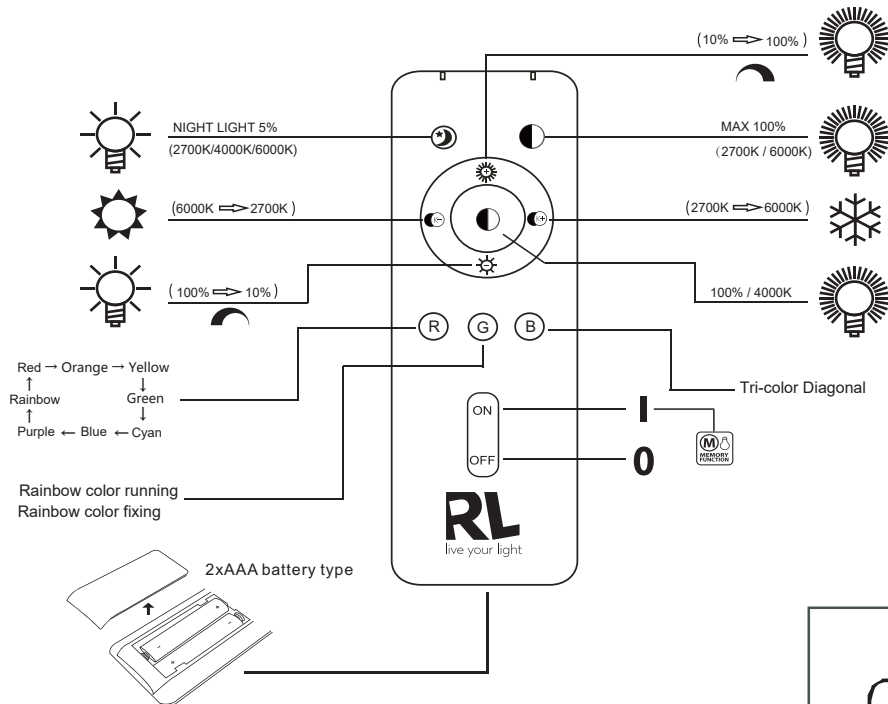 (10% ⇨ 100% )
NIGHT LIGHT 5%
(2700K/4000K/6000K)
MAX 100%
(2700K / 6000K)
(6000K ⇨ 2700K )
K-
K+
(2700K ⇨ 6000K )
( 100% ⇨ 10% )
100% / 4000K
R
G
B
Red → Orange → Yellow
↑ ↓
Rainbow Green
↑ ↓
Purple ← Blue ← Cyan
Tri-color Diagonal
ON
I
M
MEMORY
FUNCTION
OFF
0
Rainbow color running
Rainbow color fixing
RL
live your light
2xAAA battery type